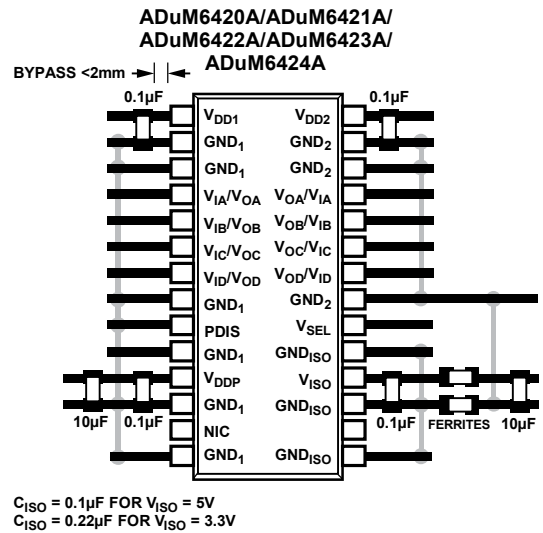 ADuM6420A/ADuM6421A/
ADuM6422A/ADuM6423A/
ADuM6424A
BYPASS <2mm
0.1µF 0.1µF
VDD1 VDD2
GND1 GND2
GND1 GND2
VIA/VOA VOA/VIA
VIB/VOB VOB/VIB
VIC/VOC VOC/VIC
VID/VOD VOD/VID
GND1 GND2
PDIS VSEL
GND1 GNDISO
VDDP VISO
GND1 GNDISO
10µF 0.1µF 0.1µF FERRITES 10µF
NIC
GND1 GNDISO
CISO = 0.1µF FOR VISO = 5V
CISO = 0.22µF FOR VISO = 3.3V